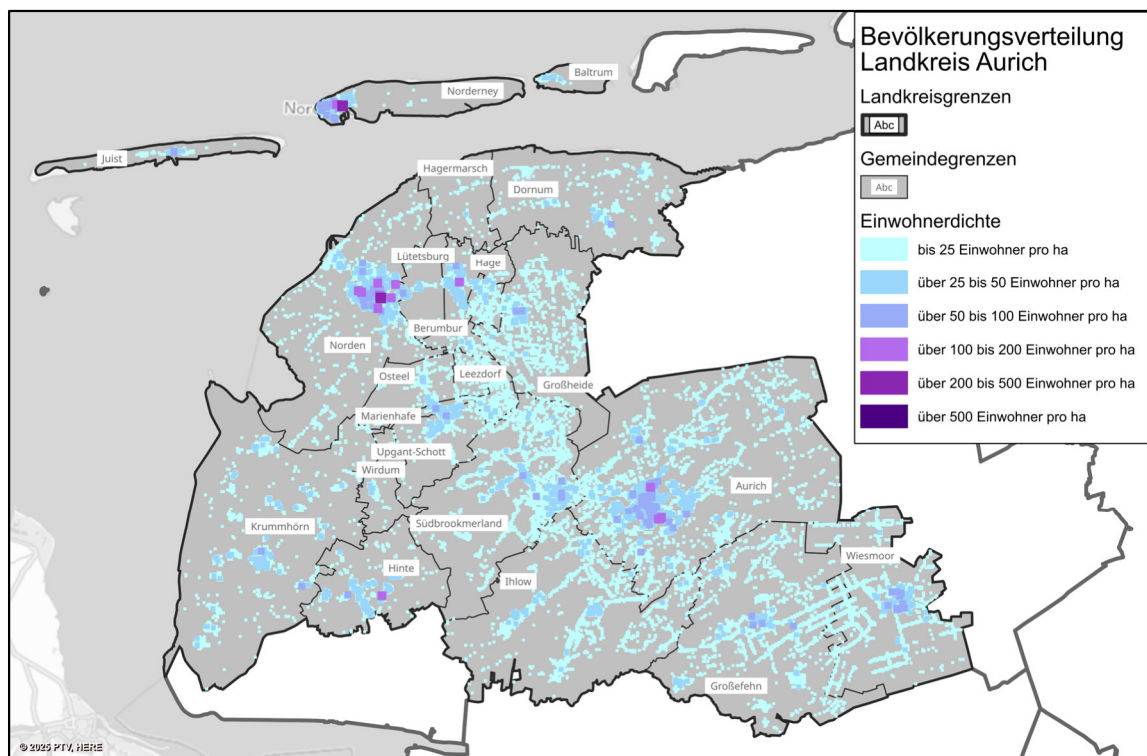 Bevölkerungsverteilung
Landkreis Aurich
Landkreisgrenzen
Abc
Gemeindegrenzen
Abc
Einwohnerdichte
bis 25 Einwohner pro ha
über 25 bis 50 Einwohner pro ha
über 50 bis 100 Einwohner pro ha
über 100 bis 200 Einwohner pro ha
über 200 bis 500 Einwohner pro ha
über 500 Einwohner pro ha
Baltrum
Norderney
Nor
Juist
Hagermarsch
Dornum
Lütetsburg
Hage
Berumbur
Norden
Osteel
Leezdorf
Großheide
Marienhafe
Upgant-Schott
Wirdum
Aurich
Krummhörn
Südbrookmerland
Wiesmoor
Hinte
Ihlow
Großefehn
© 2025 PTV, HERE